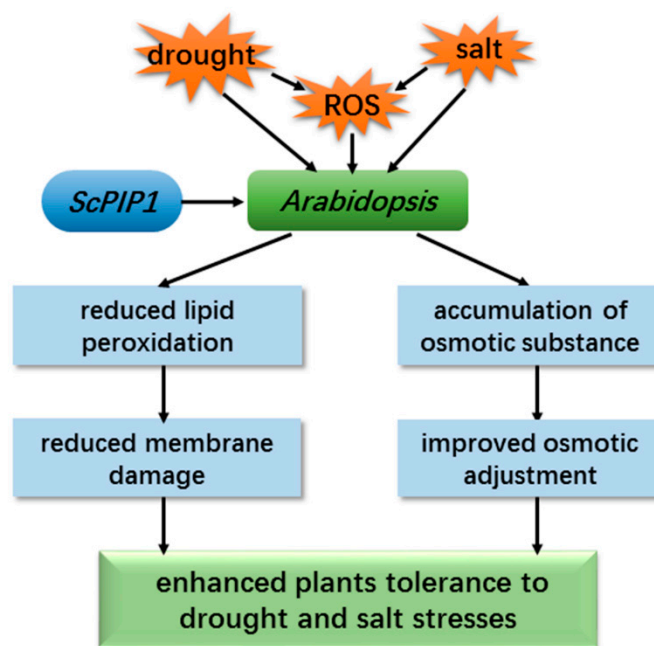 drought
salt
ROS
ScPIP1
Arabidopsis
reduced lipid
peroxidation
accumulation of
osmotic substance
reduced membrane
damage
improved osmotic
adjustment
enhanced plants tolerance to
drought and salt stresses